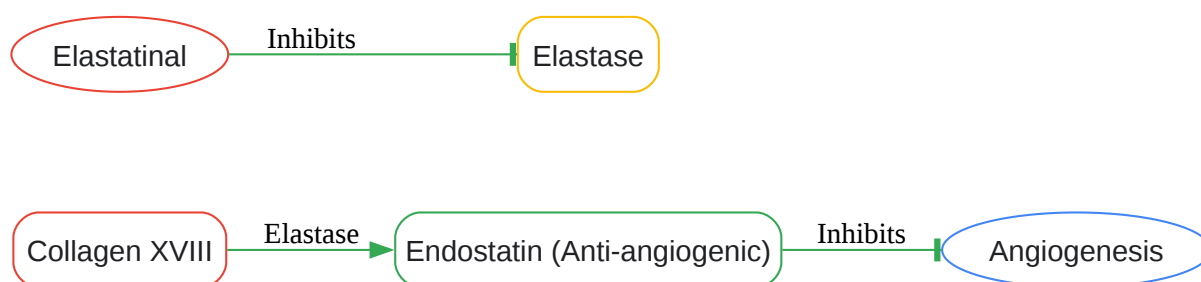 Elastatinal
Inhibits
Elastase
Collagen XVIII
Elastase
Endostatin (Anti-angiogenic)
Inhibits
Angiogenesis